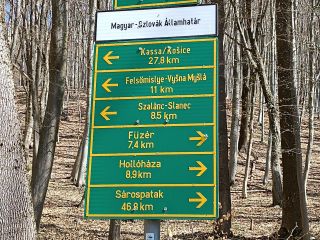 Magyar-Szlovák Államhatár
Kassa/Košice
27,8 km
Felsőmislye-Vyšna Myšľa
11 km
Szalánc-Slanec
8.5 km
Füzér
7,4 km
Hollóháza
8,9 km
Sárospatak
46,8 km